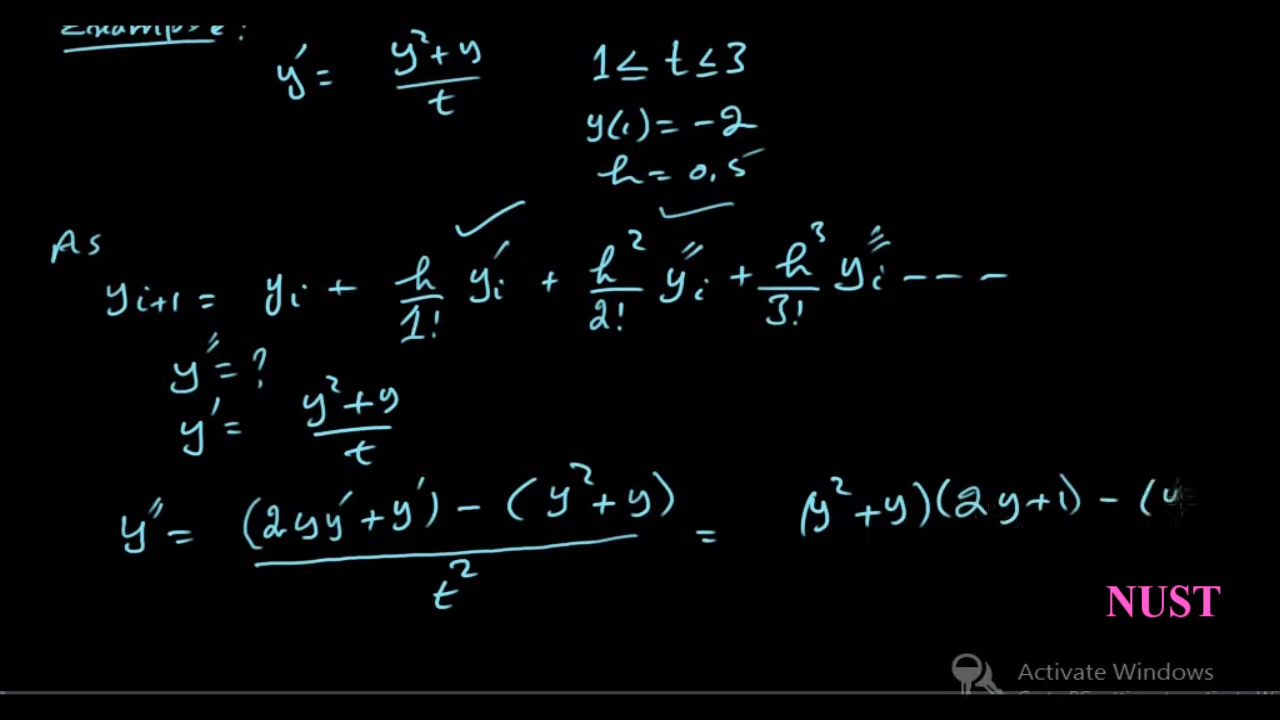 Example:
y' = (y² + y)/t 1 ≤ t ≤ 3
y(1) = -2
h = 0.5
As
y_{i+1} = y_i + h/1! y_i' + h²/2! y_i'' + h³/3! y_i''' ----
y'' = ?
y' = (y² + y)/t
y'' = ((2yy' + y') - (y² + y))/t² = (y² + y)(2y+1) - (y
NUST
Activate Windows